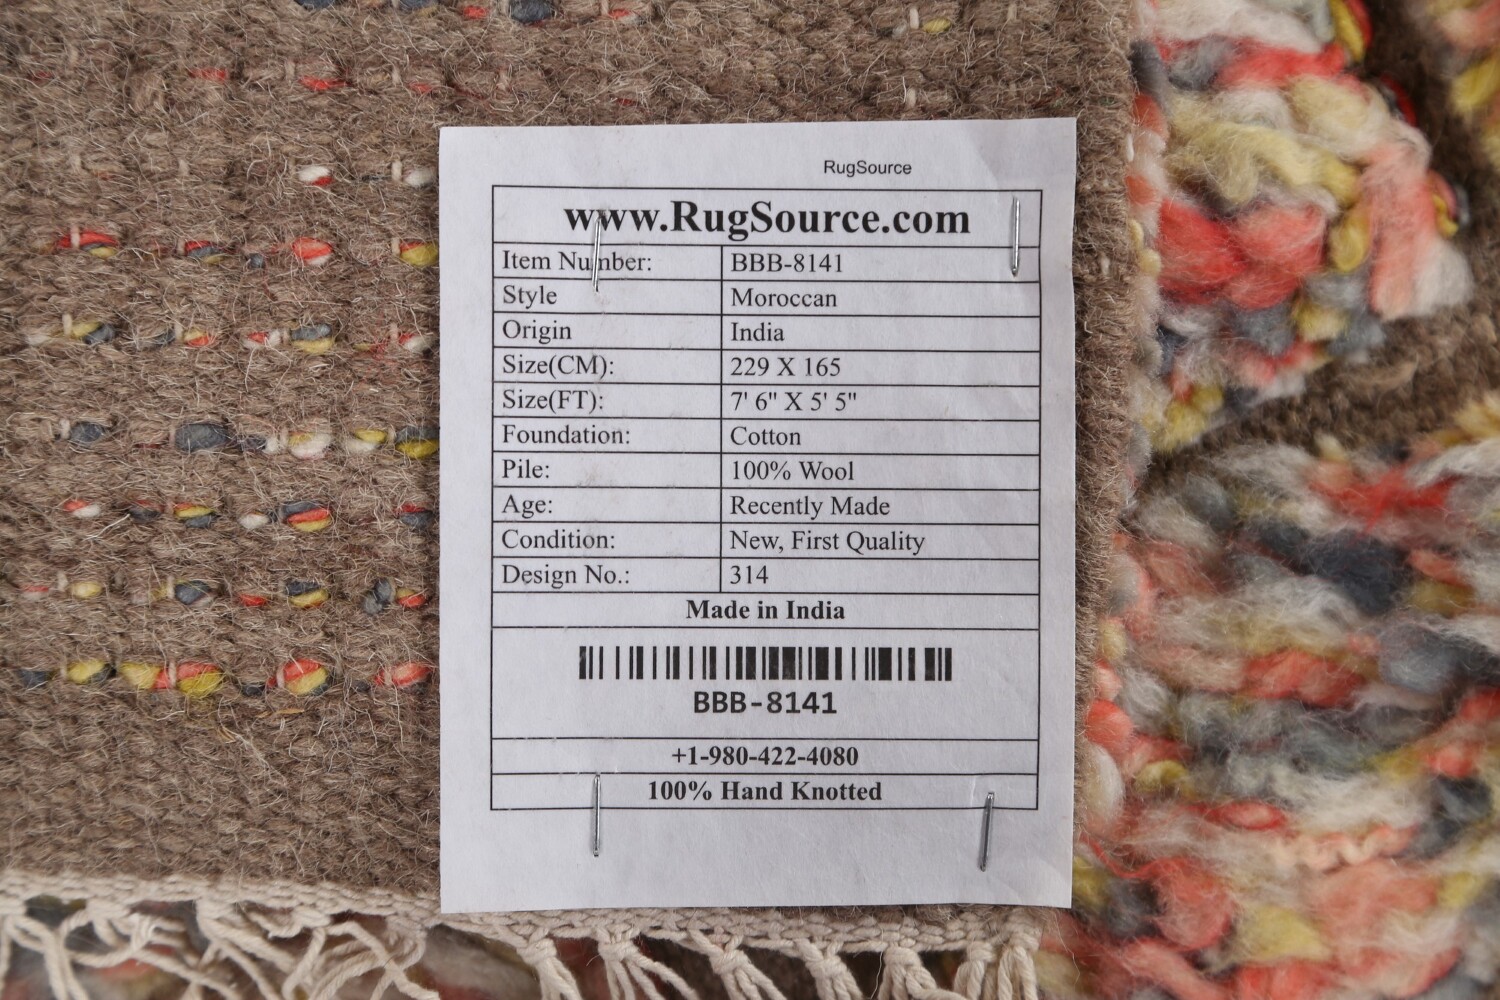 RugSource
www.RugSource.com
Item Number: BBB-8141
Style Moroccan
Origin India
Size(CM): 229 X 165
Size(FT): 7' 6" X 5' 5"
Foundation: Cotton
Pile: 100% Wool
Age: Recently Made
Condition: New, First Quality
Design No.: 314
Made in India
BBB-8141
+1-980-422-4080
100% Hand Knotted